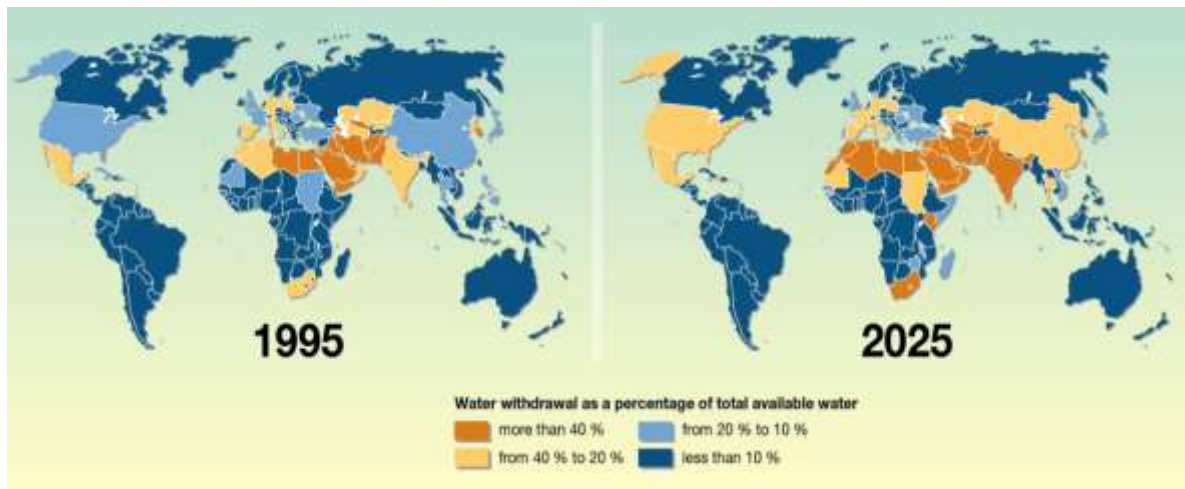 1995
2025
Water withdrawal as a percentage of total available water
more than 40 %
from 20 % to 10 %
from 40 % to 20 %
less than 10 %